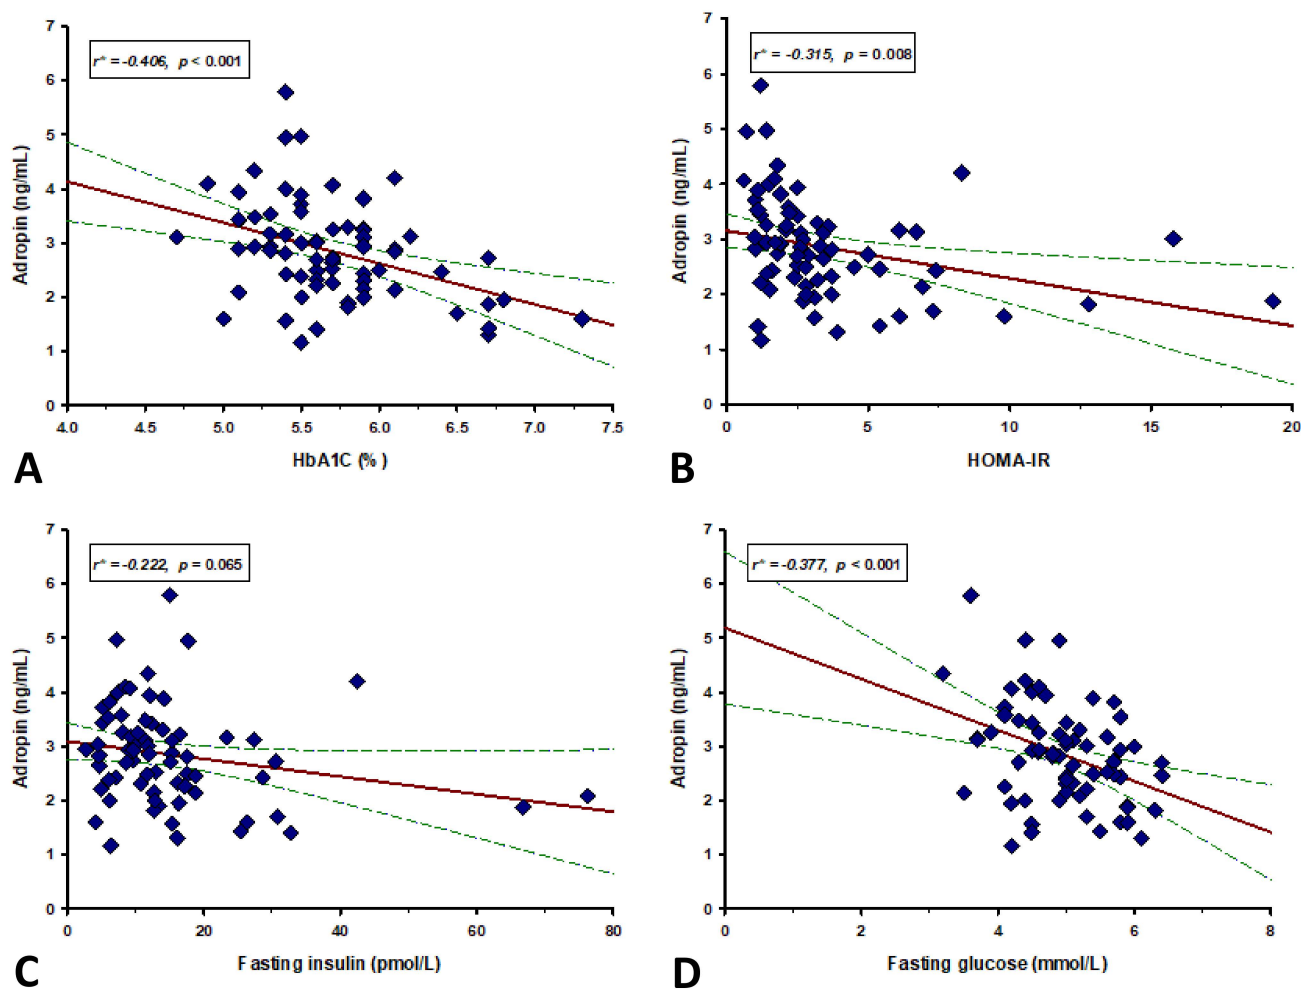 7
6
5
4
3
2
1
0
Adropin (ng/mL)
r* = -0.406, p < 0.001
4.0 4.5 5.0 5.5 6.0 6.5 7.0 7.5
HbA1C (% )
A
7
6
5
4
3
2
1
0
Adropin (ng/mL)
r* = -0.315, p = 0.008
0 5 10 15 20
HOMA-IR
B
7
6
5
4
3
2
1
0
Adropin (ng/mL)
r* = -0.222, p = 0.065
0 20 40 60 80
Fasting insulin (pmol/L)
C
7
6
5
4
3
2
1
0
Adropin (ng/mL)
r* = -0.377, p < 0.001
0 2 4 6 8
Fasting glucose (mmol/L)
D